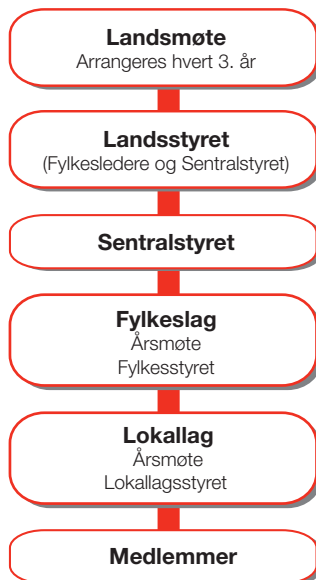 Landsmøte
Arrangeres hvert 3. år
Landsstyret
(Fylkesledere og Sentralstyret)
Sentralstyret
Fylkeslag
Årsmøte
Fylkesstyret
Lokallag
Årsmøte
Lokallagsstyret
Medlemmer